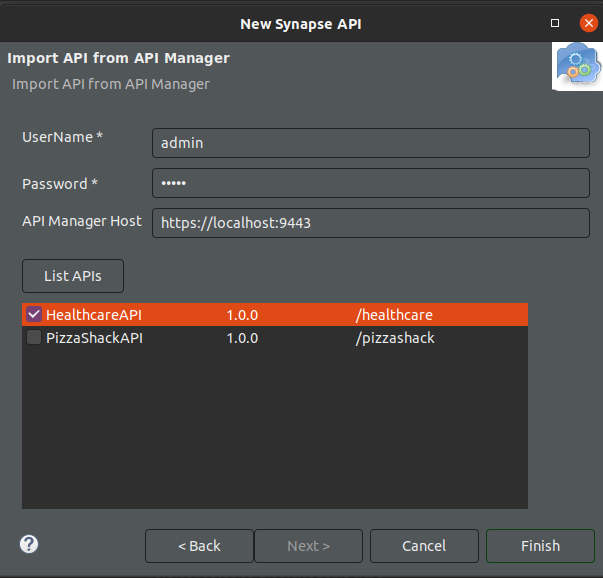 New Synapse API
Import API from API Manager
Import API from API Manager
UserName * admin
Password * •••••
API Manager Host https://localhost:9443
List APIs
HealthcareAPI 1.0.0 /healthcare
PizzaShackAPI 1.0.0 /pizzashack
? < Back Next > Cancel Finish